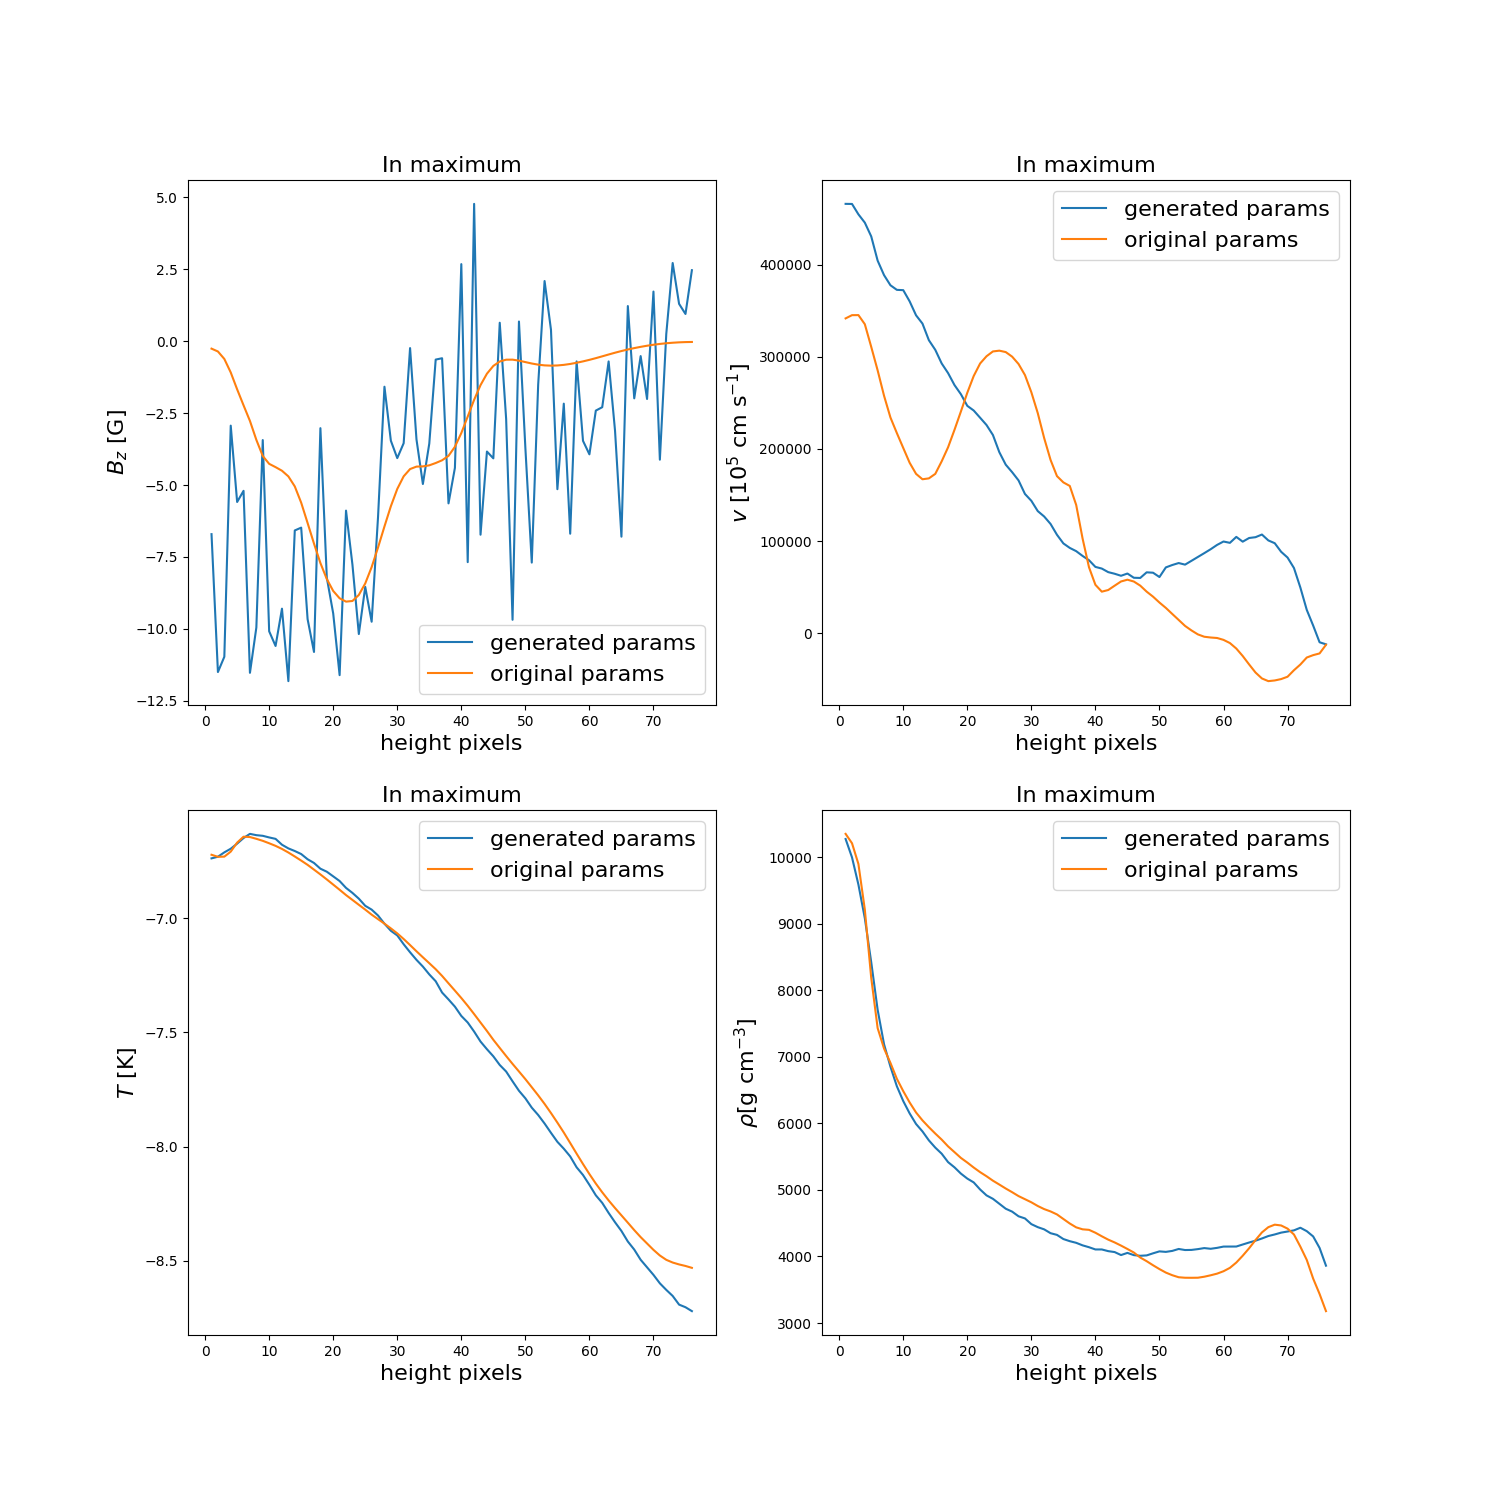 In maximum
5.0
2.5
0.0
−2.5
−5.0
−7.5
−10.0
−12.5
B_z [G]
generated params
original params
0 10 20 30 40 50 60 70
height pixels
In maximum
400000
300000
200000
100000
0
v [10^5 cm s^−1]
generated params
original params
0 10 20 30 40 50 60 70
height pixels
In maximum
−7.0
−7.5
−8.0
−8.5
T [K]
generated params
original params
0 10 20 30 40 50 60 70
height pixels
In maximum
10000
9000
8000
7000
6000
5000
4000
3000
ρ[g cm^−3]
generated params
original params
0 10 20 30 40 50 60 70
height pixels